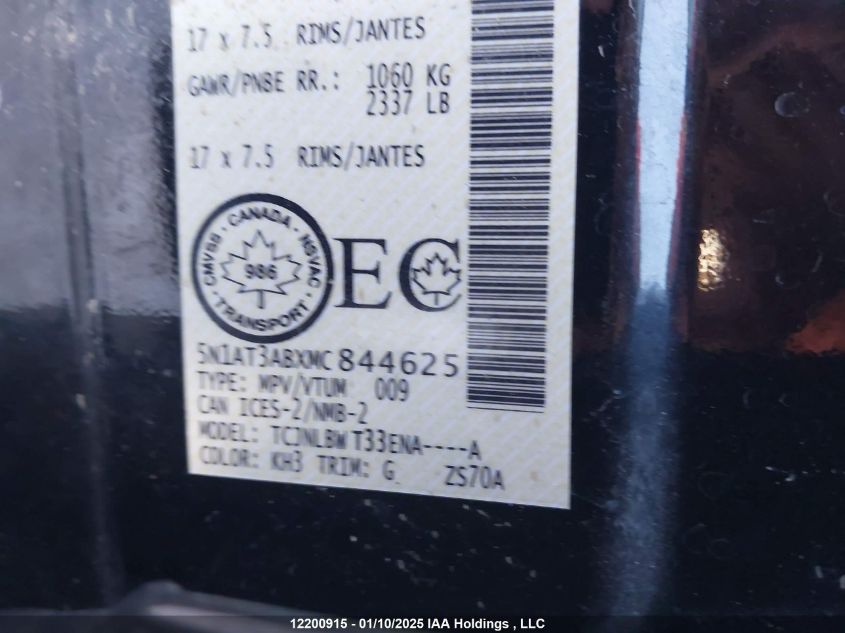 17 x 7.5 RIMS/JANTES
GAWR/PNBE RR.: 1060 KG
2337 LB
17 x 7.5 RIMS/JANTES
CMVSS · CANADA · NSVAC · TRANSPORT ·
986
EC
5N1AT3ABXMC844625
TYPE: MPV/VTUM 009
CAN ICES-2/NMB-2
MODEL: TCJNLBW T33ENA----A
COLOR: KH3 TRIM: G ZS70A
12200915 - 01/10/2025 IAA Holdings , LLC